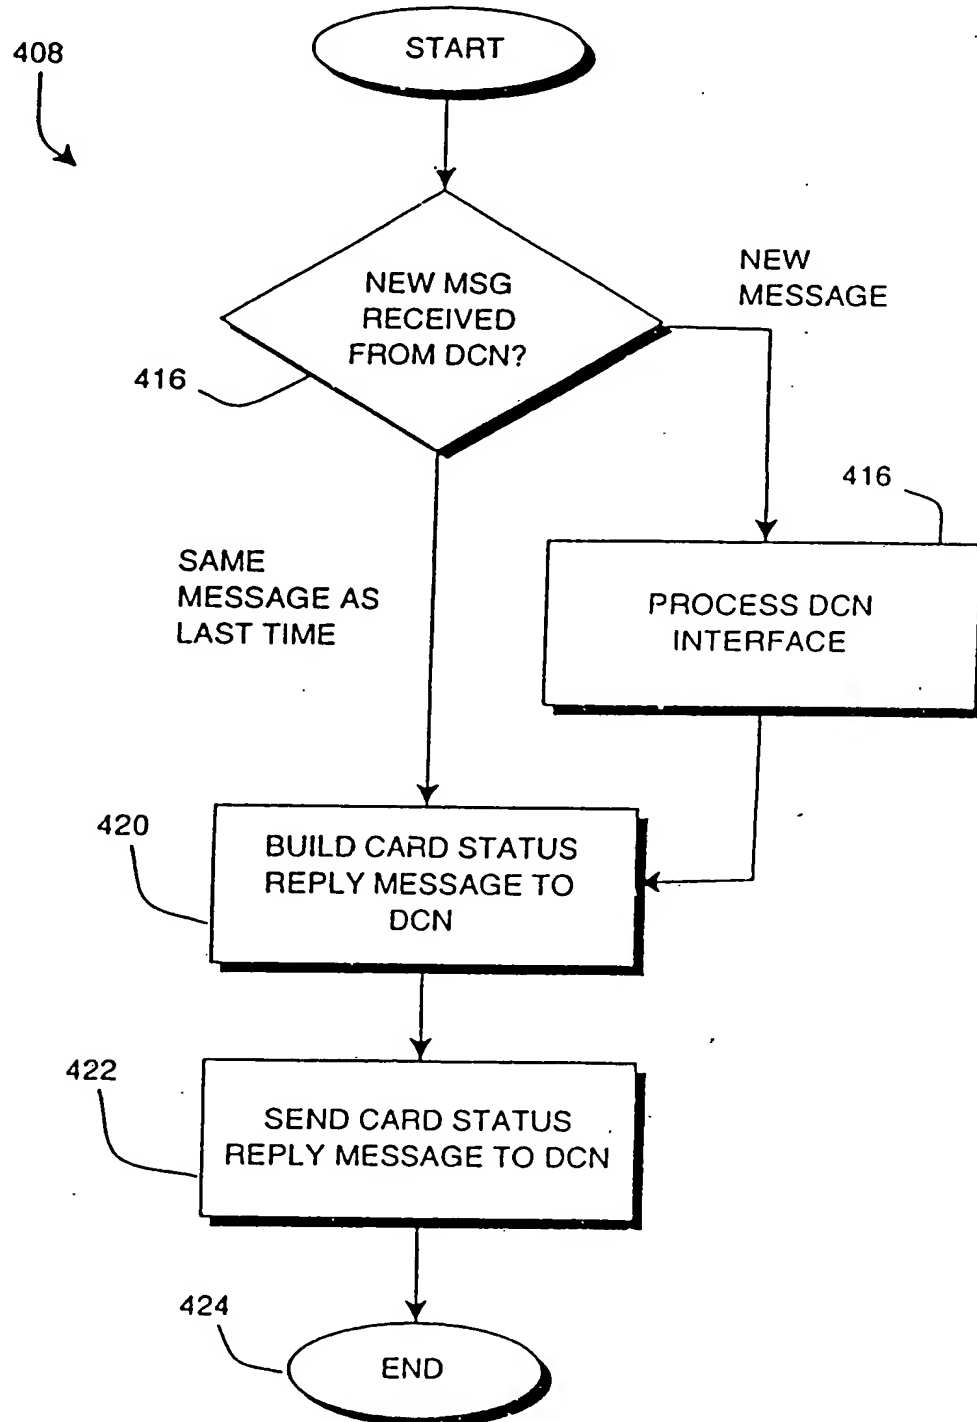 408
START
NEW MSG
RECEIVED
FROM DCN?
416
NEW
MESSAGE
416
PROCESS DCN
INTERFACE
SAME
MESSAGE AS
LAST TIME
420
BUILD CARD STATUS
REPLY MESSAGE TO
DCN
422
SEND CARD STATUS
REPLY MESSAGE TO DCN
424
END